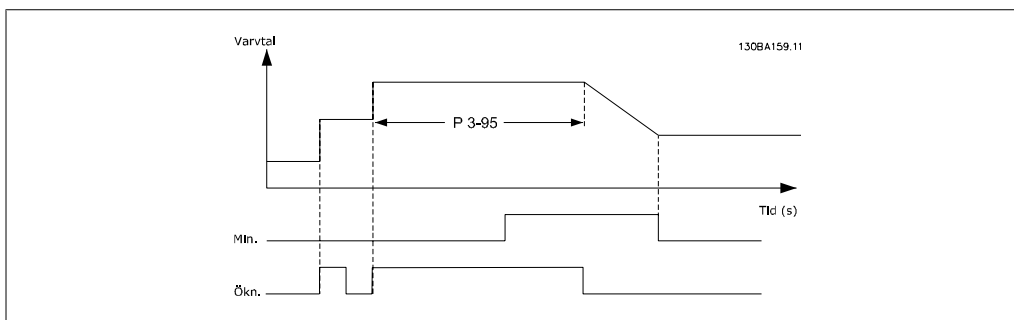 Varvtal
130BA159.11
P 3-95
Tid (s)
Min.
Ökn.